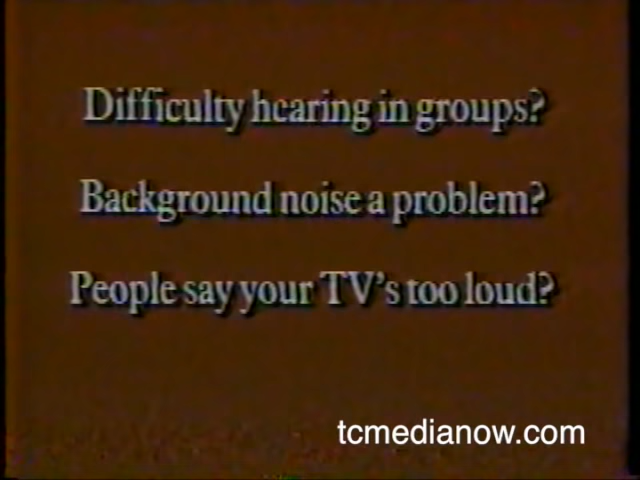 Difficulty hearing in groups?
Background noise a problem?
People say your TV's too loud?
tcmedianow.com